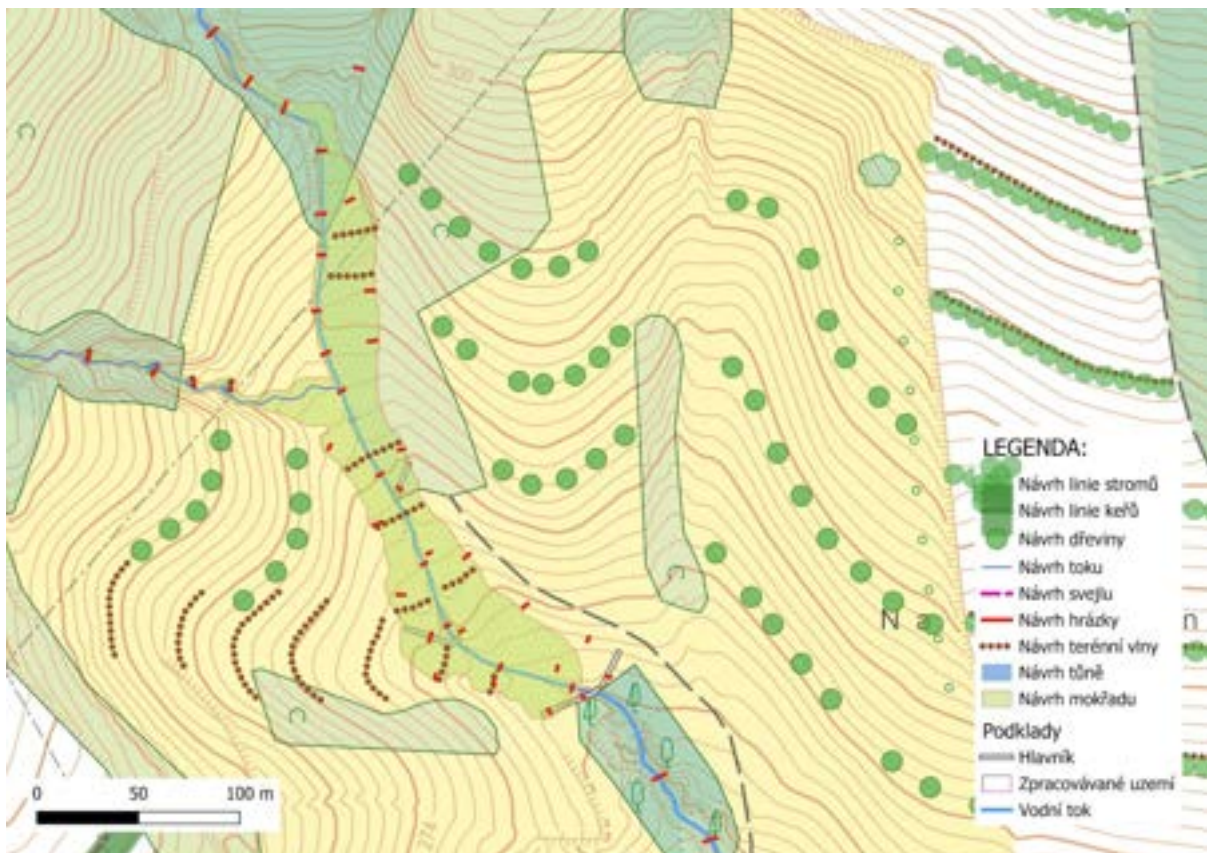 300
LEGENDA:
Návrh linie stromů
Návrh linie keřů
Návrh dřeviny
Návrh toku
Návrh svejlu
Návrh hrázky
Návrh terénní vlny
Návrh tůně
Návrh mokřadu
Podklady
Hlavník
Zpracovávané uzemí
Vodní tok
N a
n
0 50 100 m
274